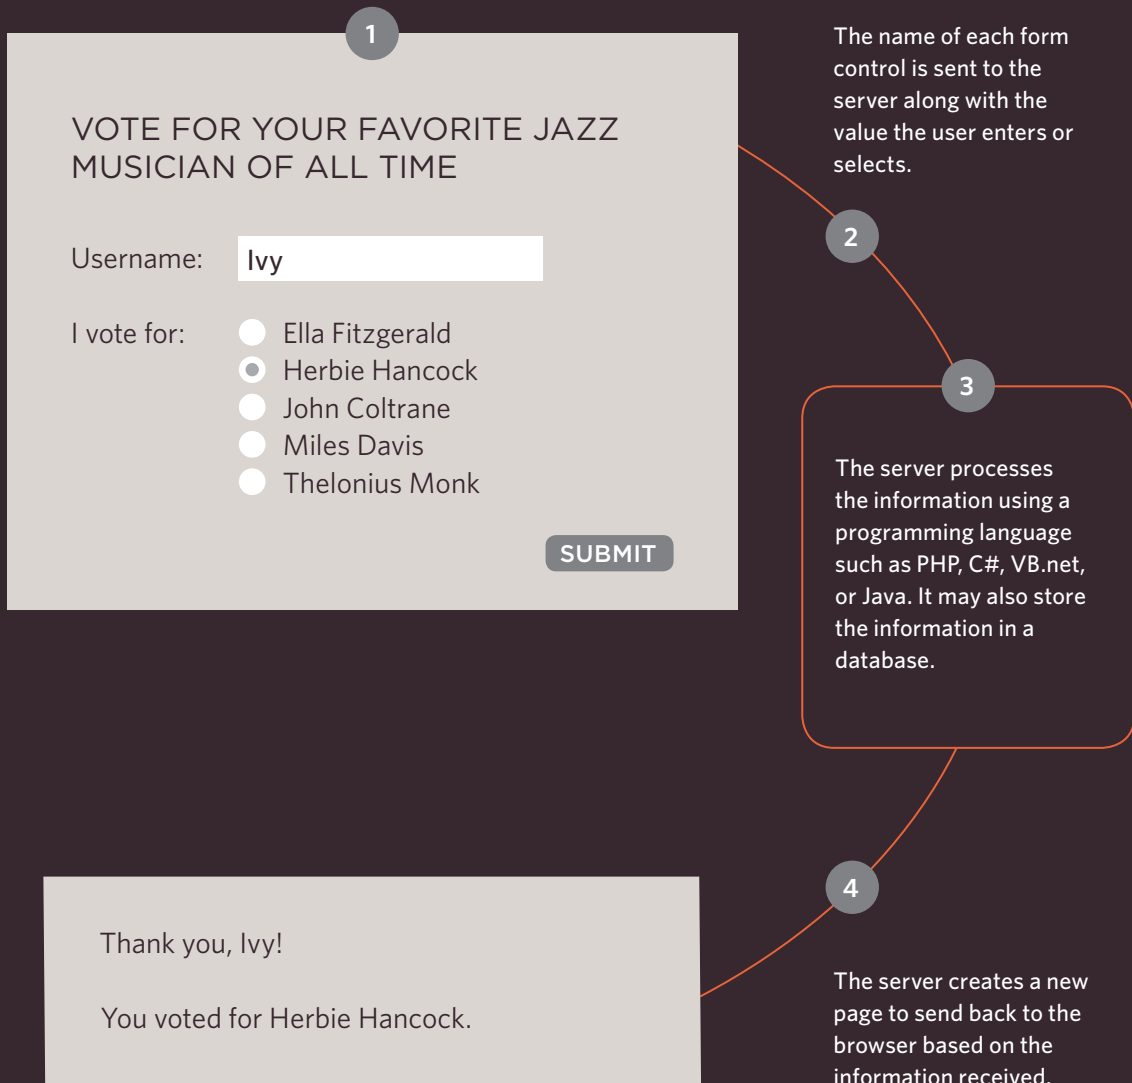 1
VOTE FOR YOUR FAVORITE JAZZ
MUSICIAN OF ALL TIME
Username: Ivy
I vote for: Ella Fitzgerald
Herbie Hancock
John Coltrane
Miles Davis
Thelonius Monk
SUBMIT
The name of each form
control is sent to the
server along with the
value the user enters or
selects.
2
3
The server processes
the information using a
programming language
such as PHP, C#, VB.net,
or Java. It may also store
the information in a
database.
4
The server creates a new
page to send back to the
browser based on the
information received.
Thank you, Ivy!
You voted for Herbie Hancock.